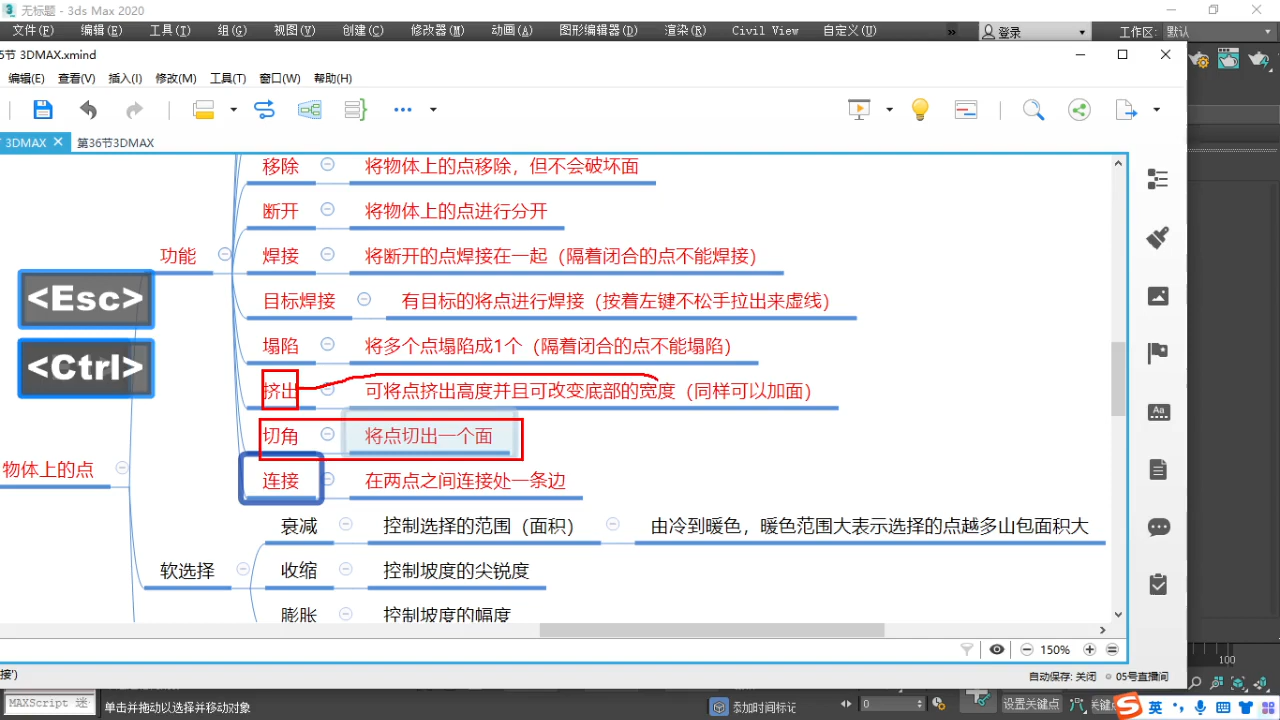 无标题 - 3ds Max 2020
文件(F) 编辑(E) 工具(T) 组(G) 视图(V) 创建(C) 修改器(M) 动画(A) 图形编辑器(D) 渲染(R) Civil View 自定义(U) » 登录 工作区: 默认
节 3DMAX.xmind
编辑(E) 查看(V) 插入(I) 修改(M) 工具(T) 窗口(W) 帮助(H)
3DMAX 第36节3DMAX
移除 将物体上的点移除，但不会破坏面
断开 将物体上的点进行分开
功能 焊接 将断开的点焊接在一起（隔着闭合的点不能焊接）
<Esc>
目标焊接 有目标的将点进行焊接（按着左键不松手拉出来虚线）
塌陷 将多个点塌陷成1个（隔着闭合的点不能塌陷）
<Ctrl>
挤出 可将点挤出高度并且可改变底部的宽度（同样可以加面）
切角 将点切出一个面
物体上的点
连接 在两点之间连接处一条边
衰减 控制选择的范围（面积） 由冷到暖色，暖色范围大表示选择的点越多山包面积大
软选择 收缩 控制坡度的尖锐度
膨胀 控制坡度的幅度
150%
100
接')
自动保存: 关闭 05号直播间
MAXScript 迷
单击并拖动以选择并移动对象
添加时间标记
0
设置关键点
关键点
英